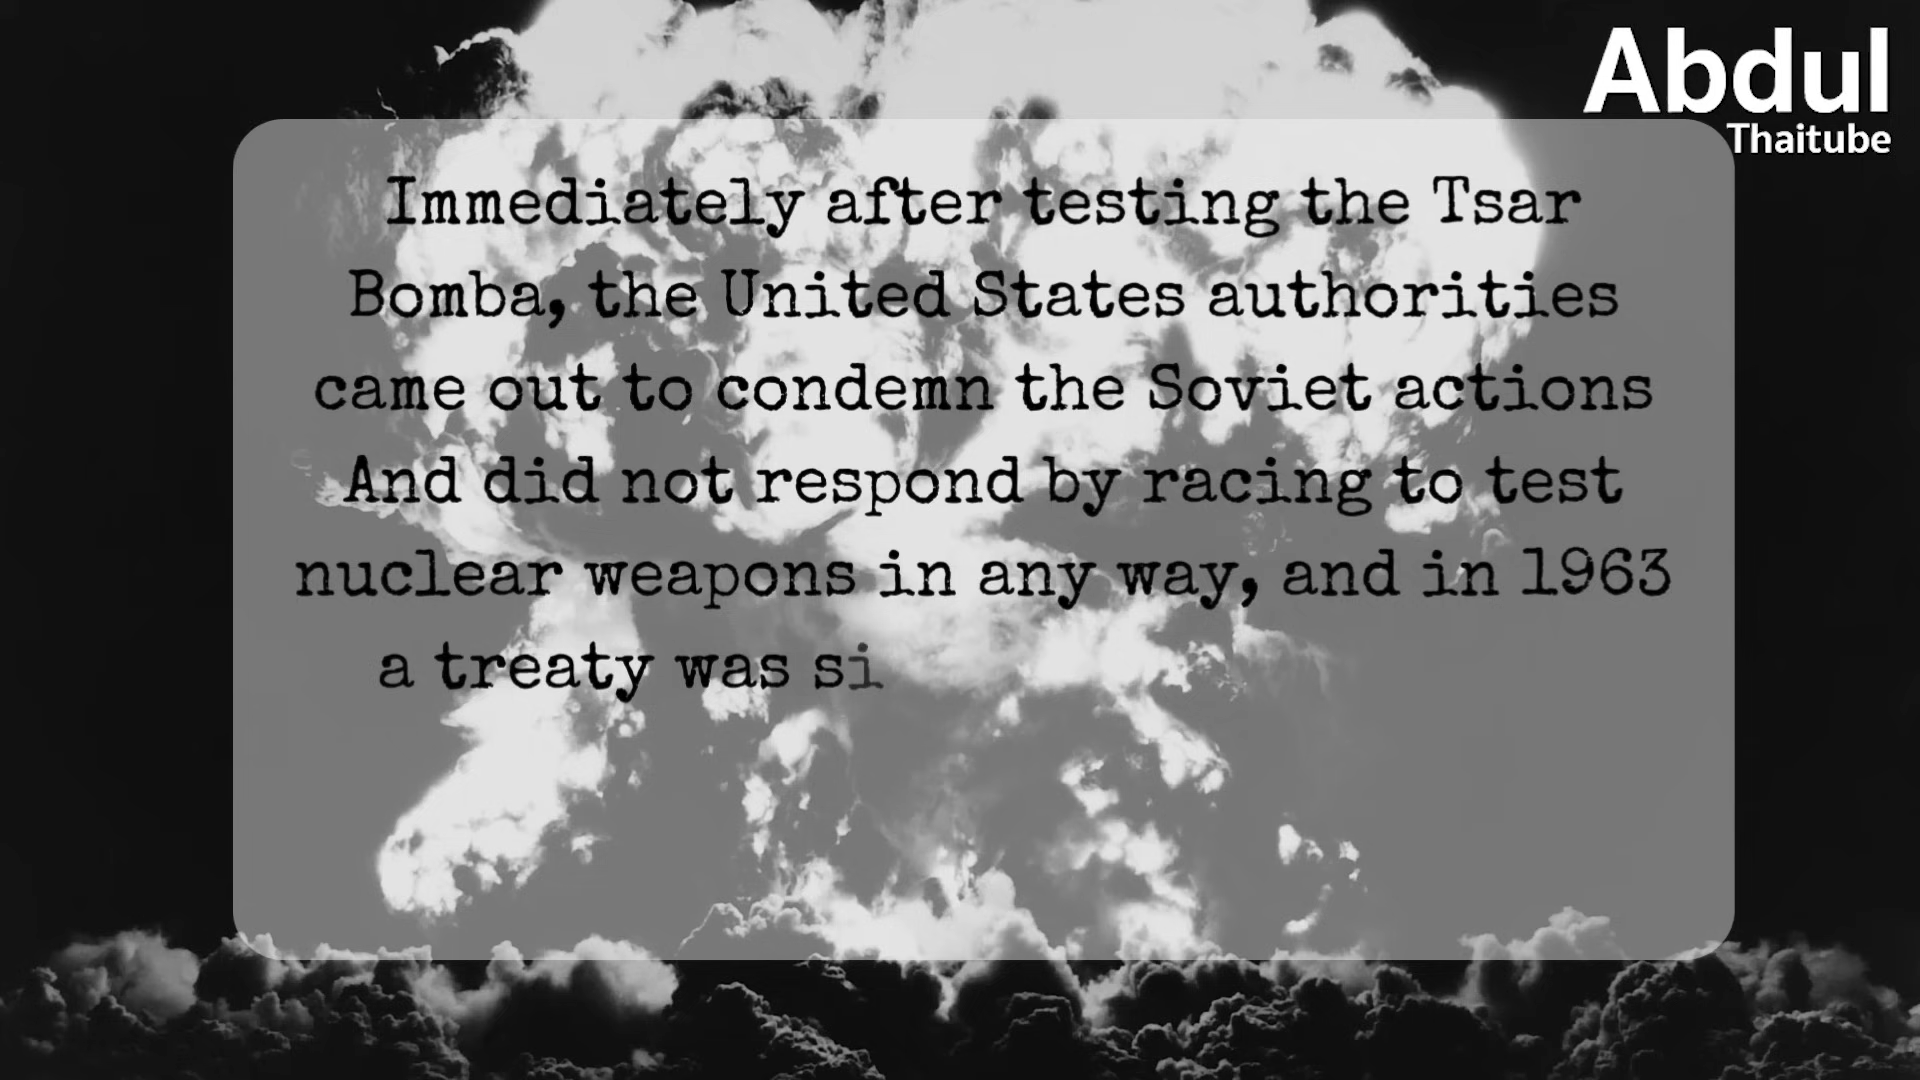 Abdul
Thaitube
Immediately after testing the Tsar
Bomba, the United States authorities
came out to condemn the Soviet actions
And did not respond by racing to test
nuclear weapons in any way, and in 1963
a treaty was si